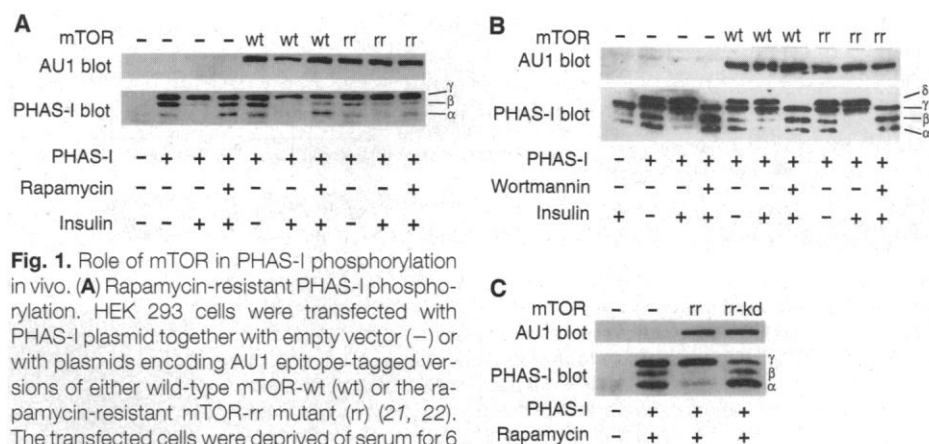 A
mTOR – – – – wt wt wt rr rr rr
AU1 blot
PHAS-I blot
γ
β
α
PHAS-I – + + + + + + + + +
Rapamycin – – – + – – + – – +
Insulin – – + + – + + – + +
B
mTOR – – – – wt wt wt rr rr rr
AU1 blot
PHAS-I blot
δ
γ
β
α
PHAS-I – + + + + + + + + +
Wortmannin – – – + – – + – – +
Insulin + – + + – + + – + +
Fig. 1. Role of mTOR in PHAS-I phosphorylation
in vivo. (A) Rapamycin-resistant PHAS-I phospho-
rylation. HEK 293 cells were transfected with
PHAS-I plasmid together with empty vector (–) or
with plasmids encoding AU1 epitope-tagged ver-
sions of either wild-type mTOR-wt (wt) or the ra-
pamycin-resistant mTOR-rr mutant (rr) (21, 22).
The transfected cells were deprived of serum for 6
C
mTOR – – rr rr-kd
AU1 blot
PHAS-I blot
γ
β
α
PHAS-I – + + +
Rapamycin – + + +